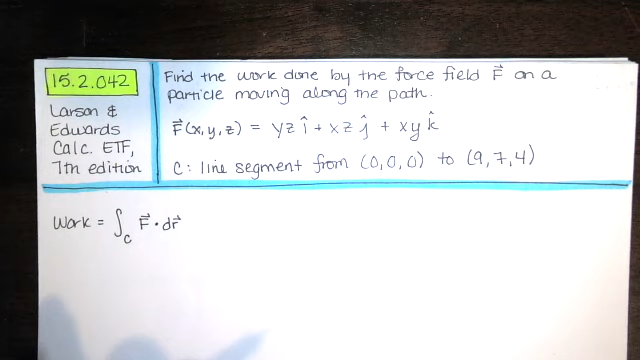 15.2.042
Larson &
Edwards
Calc. ETF,
7th edition
Find the work done by the force field F⃗ on a
particle moving along the path.
F⃗(x,y,z) = yz î + xz ĵ + xy k̂
C: line segment from (0,0,0) to (9,7,4)
Work = ∫_C F⃗ · dr⃗